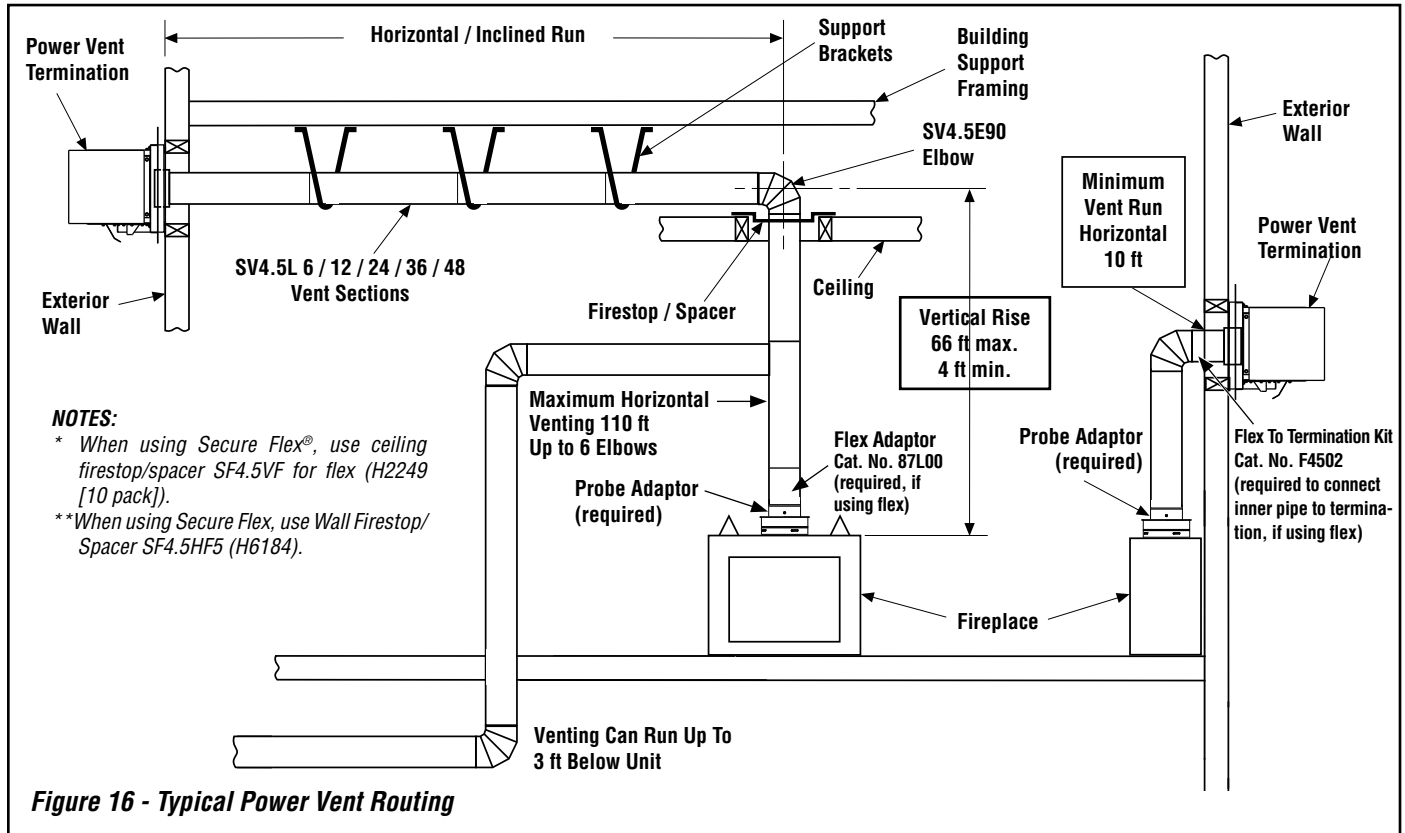 Horizontal / Inclined Run
Power Vent
Termination
Support
Brackets
Building
Support
Framing
SV4.5E90
Elbow
Exterior
Wall
Minimum
Vent Run
Horizontal
10 ft
Power Vent
Termination
SV4.5L 6 / 12 / 24 / 36 / 48
Vent Sections
Exterior
Wall
Firestop / Spacer
Ceiling
Vertical Rise
66 ft max.
4 ft min.
Maximum Horizontal
Venting 110 ft
Up to 6 Elbows
Flex Adaptor
Cat. No. 87L00
(required, if
using flex)
Probe Adaptor
(required)
Probe Adaptor
(required)
Flex To Termination Kit
Cat. No. F4502
(required to connect
inner pipe to termina-
tion, if using flex)
NOTES:
* When using Secure Flex®, use ceiling
firestop/spacer SF4.5VF for flex (H2249
[10 pack]).
**When using Secure Flex, use Wall Firestop/
Spacer SF4.5HF5 (H6184).
Fireplace
Venting Can Run Up To
3 ft Below Unit
Figure 16 - Typical Power Vent Routing